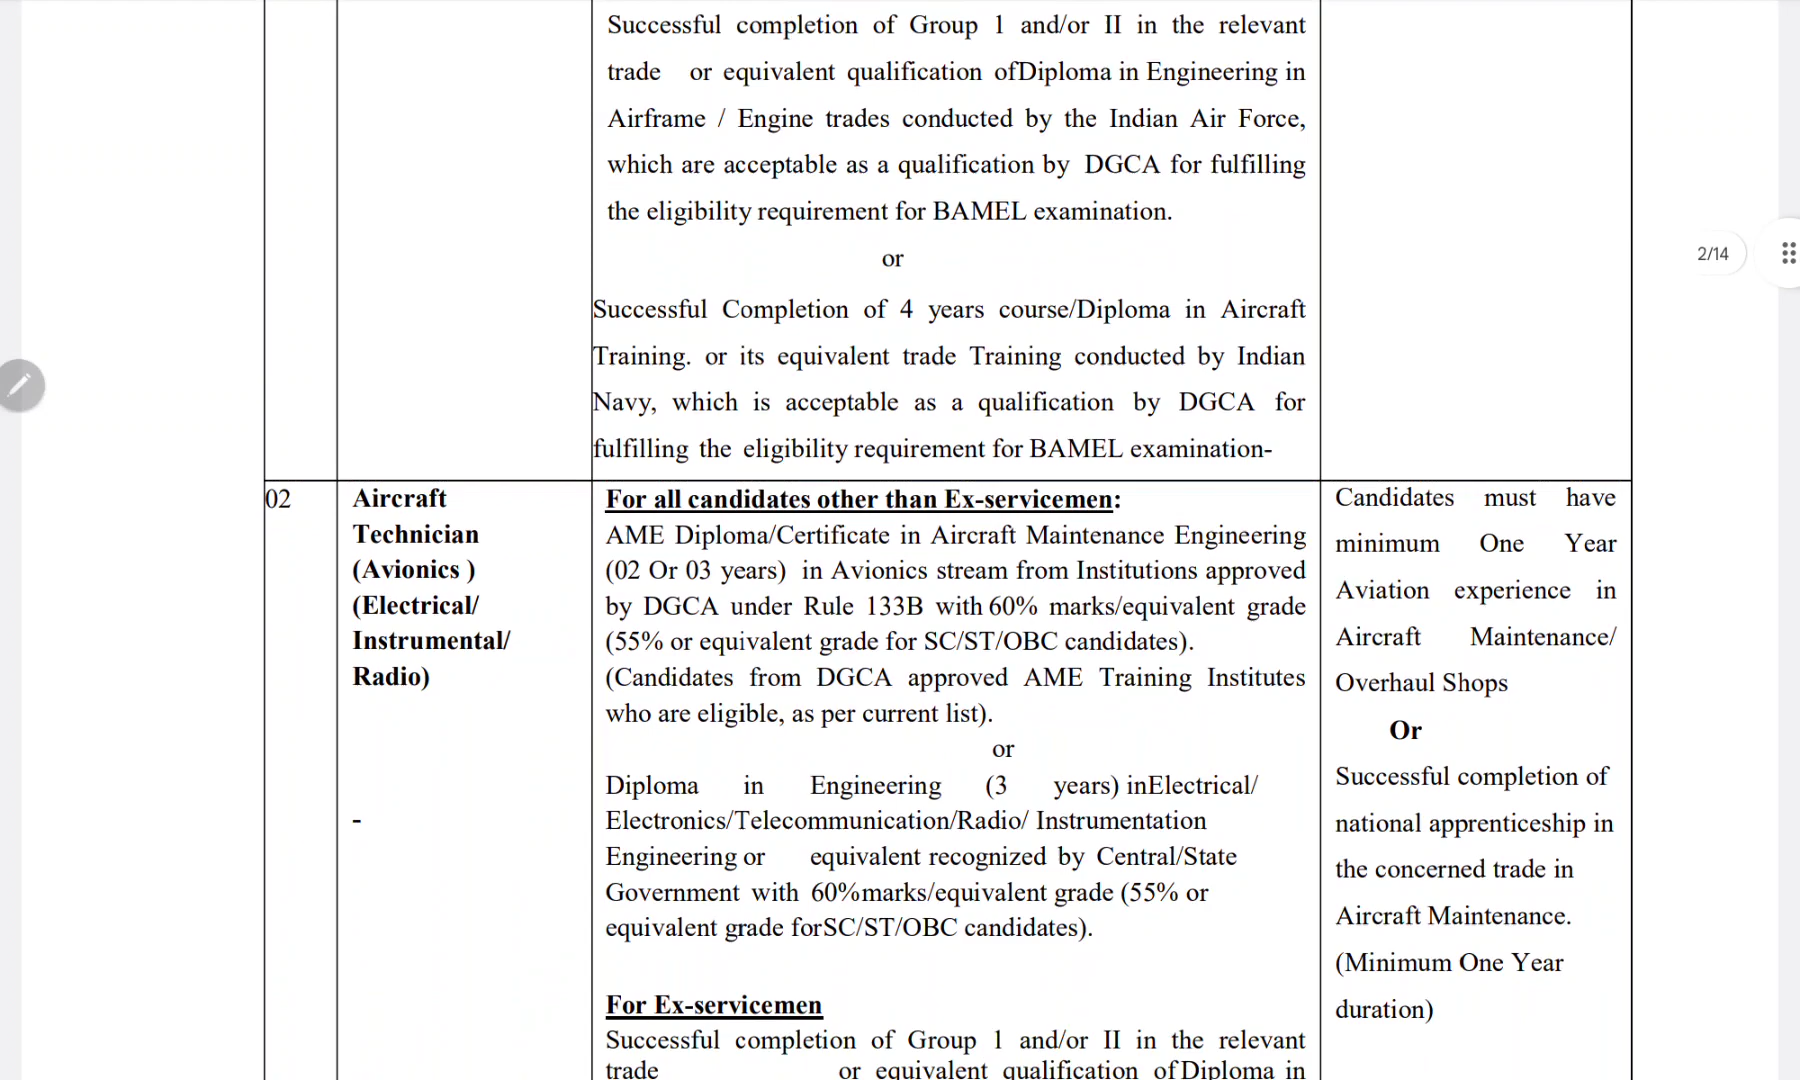 Successful completion of Group 1 and/or II in the relevant
trade or equivalent qualification ofDiploma in Engineering in
Airframe / Engine trades conducted by the Indian Air Force,
which are acceptable as a qualification by DGCA for fulfilling
the eligibility requirement for BAMEL examination.
or
Successful Completion of 4 years course/Diploma in Aircraft
Training. or its equivalent trade Training conducted by Indian
Navy, which is acceptable as a qualification by DGCA for
fulfilling the eligibility requirement for BAMEL examination-
2/14
02
Aircraft
Technician
(Avionics )
(Electrical/
Instrumental/
Radio)
-
For all candidates other than Ex-servicemen:
AME Diploma/Certificate in Aircraft Maintenance Engineering
(02 Or 03 years) in Avionics stream from Institutions approved
by DGCA under Rule 133B with 60% marks/equivalent grade
(55% or equivalent grade for SC/ST/OBC candidates).
(Candidates from DGCA approved AME Training Institutes
who are eligible, as per current list).
or
Diploma in Engineering (3 years) inElectrical/
Electronics/Telecommunication/Radio/ Instrumentation
Engineering or equivalent recognized by Central/State
Government with 60%marks/equivalent grade (55% or
equivalent grade forSC/ST/OBC candidates).
For Ex-servicemen
Successful completion of Group 1 and/or II in the relevant
trade or equivalent qualification of Diploma in
Candidates must have
minimum One Year
Aviation experience in
Aircraft Maintenance/
Overhaul Shops
Or
Successful completion of
national apprenticeship in
the concerned trade in
Aircraft Maintenance.
(Minimum One Year
duration)